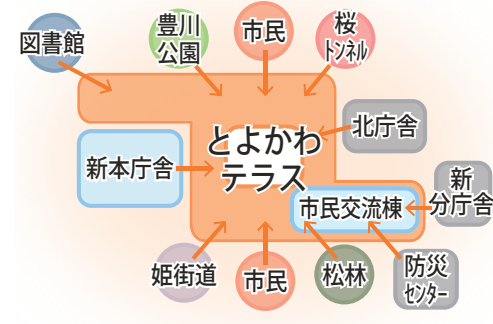 図書館
豊川
公園
市民
桜
トンネル
北庁舎
とよかわ
テラス
新本庁舎
市民交流棟
新
分庁舎
姫街道
市民
松林
防災
センター